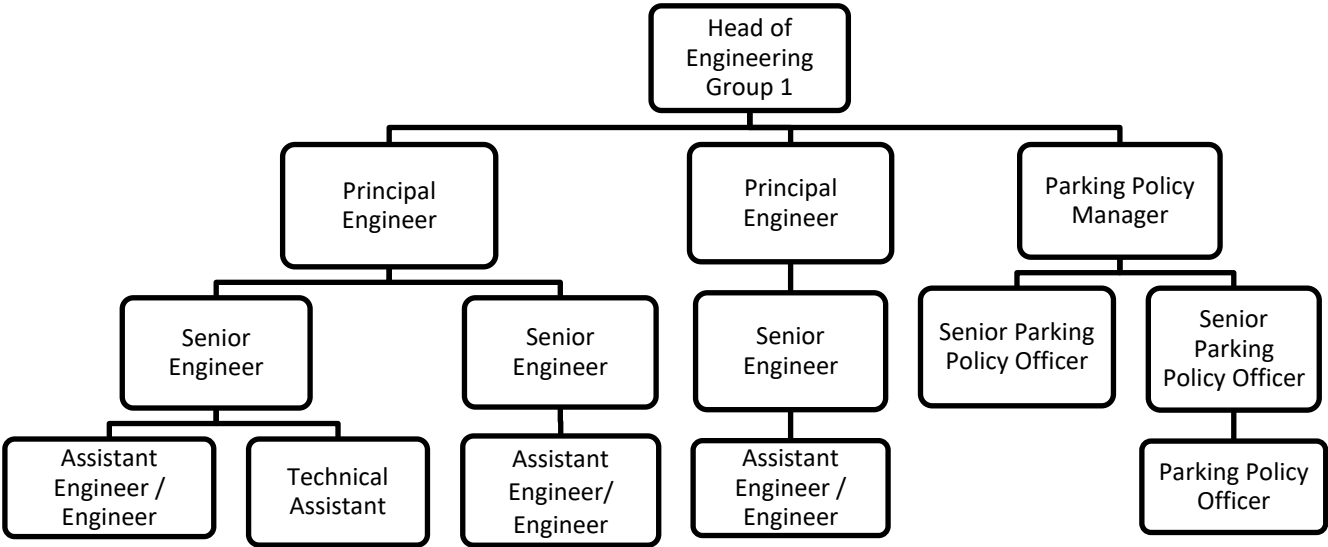 Head of
Engineering
Group 1
Principal
Engineer
Principal
Engineer
Parking Policy
Manager
Senior
Engineer
Senior
Engineer
Senior
Engineer
Senior Parking
Policy Officer
Senior
Parking
Policy Officer
Assistant
Engineer /
Engineer
Technical
Assistant
Assistant
Engineer/
Engineer
Assistant
Engineer /
Engineer
Parking Policy
Officer